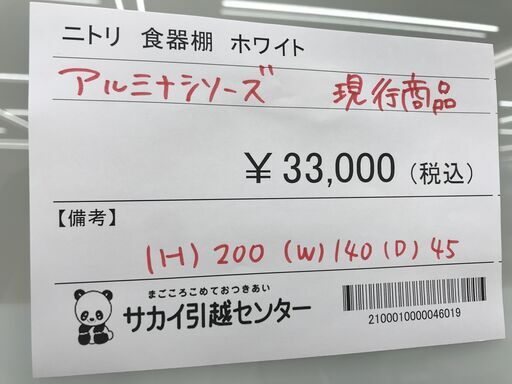 ニトリ 食器棚 ホワイト
アルミナシリーズ 現行商品
¥33,000（税込）
【備考】
(H) 200 (W) 140 (D) 45
まごころこめておつきあい
サカイ引越センター
2100010000046019